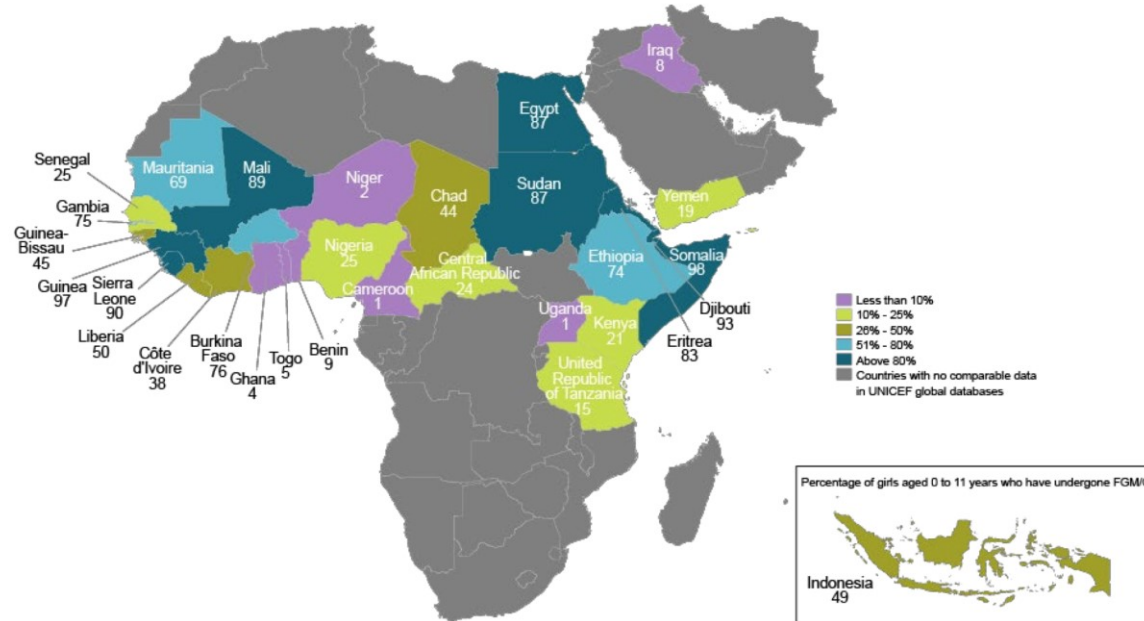 Iraq
8
Egypt
87
Senegal
25
Mauritania
69
Mali
89
Niger
2
Chad
44
Sudan
87
Yemen
19
Gambia
75
Guinea-
Bissau
45
Nigeria
25
Central
African Republic
24
Ethiopia
74
Somalia
98
Guinea
97
Sierra
Leone
90
Cameroon
1
Uganda
1
Kenya
21
Djibouti
93
Eritrea
83
Liberia
50
Côte
d'Ivoire
38
Burkina
Faso
76
Ghana
4
Togo
5
Benin
9
United
Republic
of Tanzania
15
Less than 10%
10% - 25%
26% - 50%
51% - 80%
Above 80%
Countries with no comparable data
in UNICEF global databases
Percentage of girls aged 0 to 11 years who have undergone FGM/
Indonesia
49